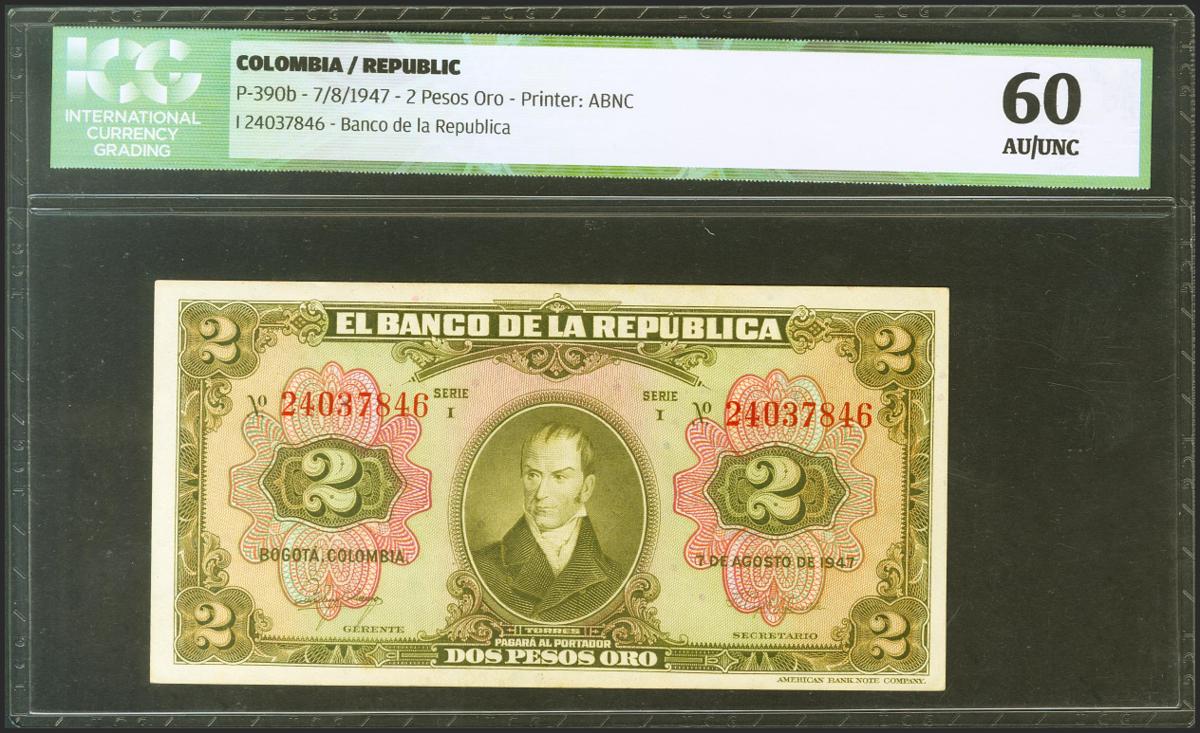 ICG
INTERNATIONAL
CURRENCY
GRADING
COLOMBIA / REPUBLIC
P-390b - 7/8/1947 - 2 Pesos Oro - Printer: ABNC
I 24037846 - Banco de la Republica
60
AU/UNC
2
EL BANCO DE LA REPÚBLICA
2
Nº 24037846
SERIE
I
SERIE
I
Nº 24037846
2
2
BOGOTÁ, COLOMBIA
7 DE AGOSTO DE 1947
GERENTE
SECRETARIO
2
TORRES
PAGARÁ AL PORTADOR
DOS PESOS ORO
2
AMERICAN BANK NOTE COMPANY.